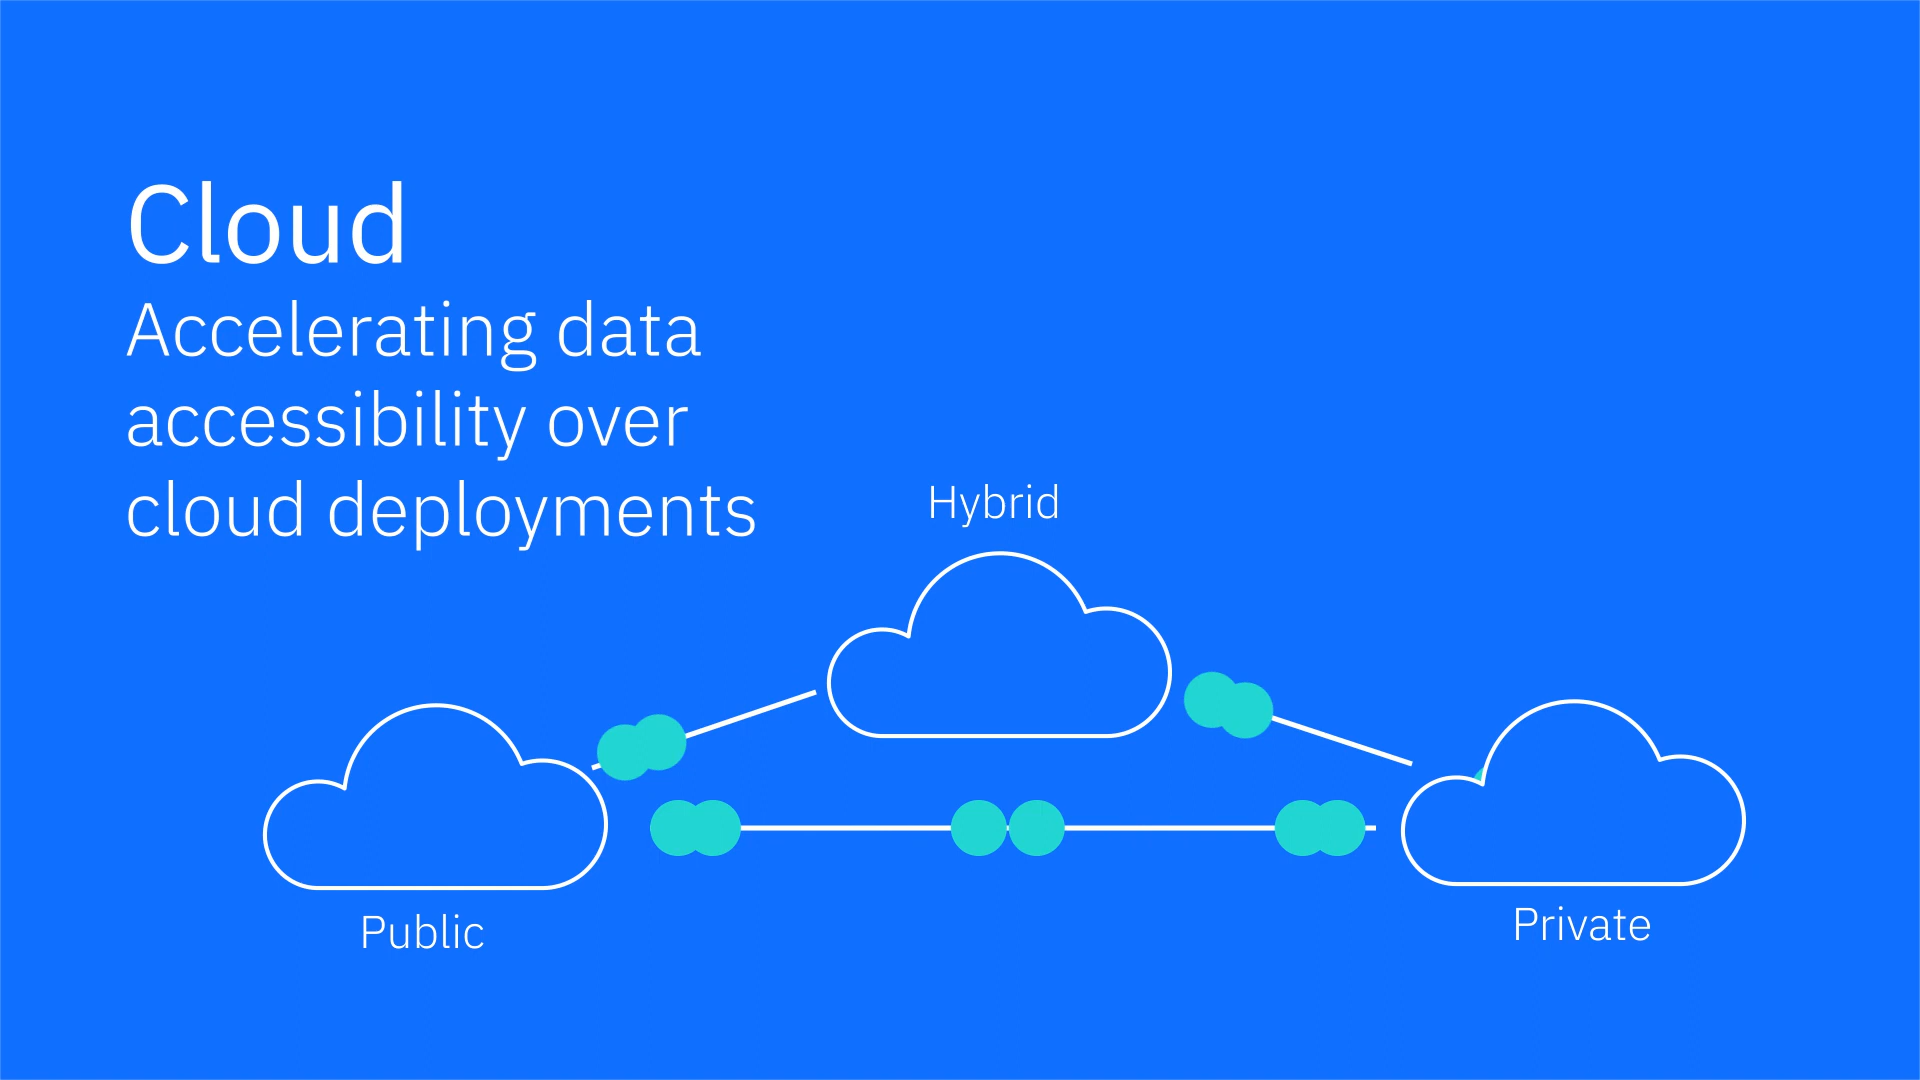 Cloud
Accelerating data
accessibility over
cloud deployments
Hybrid
Public
Private